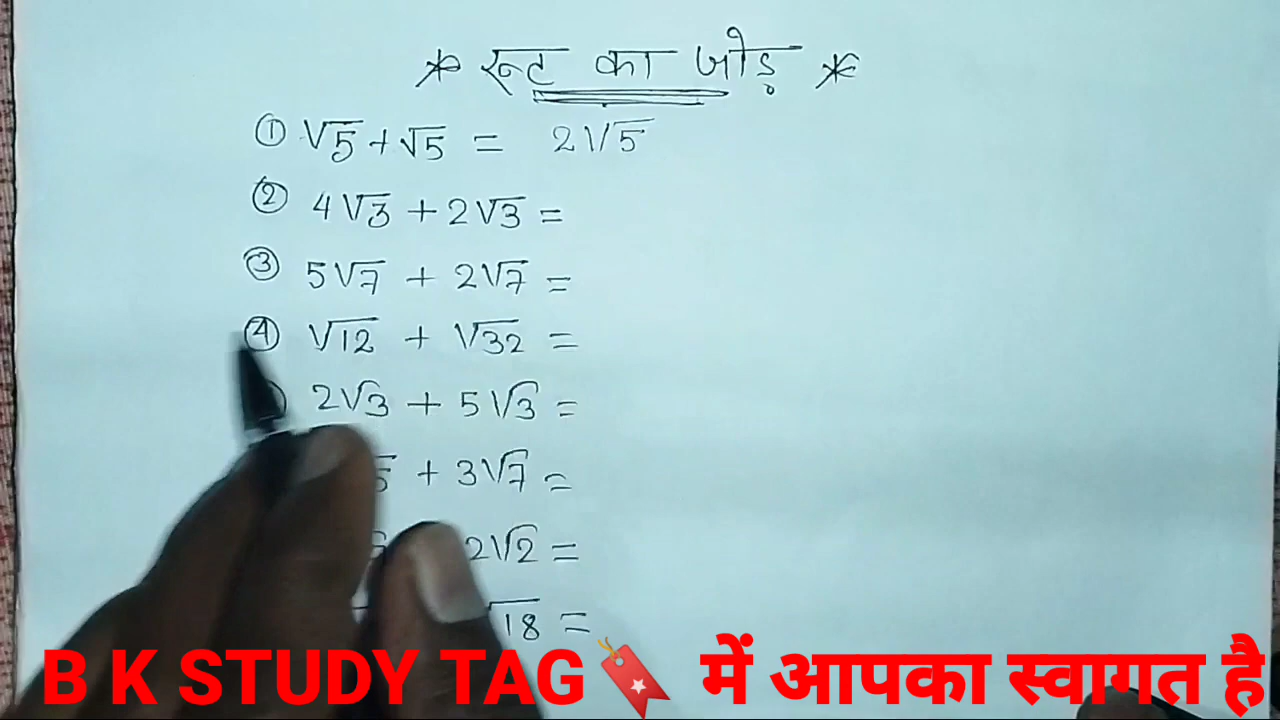 * रूट का जोड़ *
① √5 + √5 = 2√5
② 4√3 + 2√3 =
③ 5√7 + 2√7 =
④ √12 + √32 =
2√3 + 5√3 =
+ 3√7 =
2√2 =
√18 =
B K STUDY TAG🔖 में आपका स्वागत है